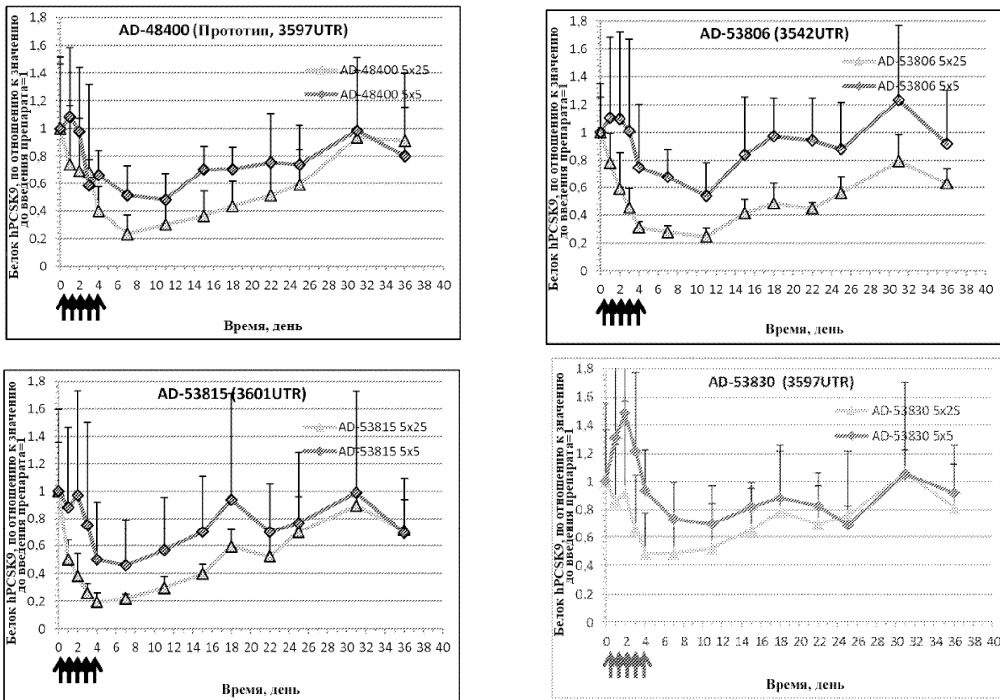 AD-48400 (Прототип, 3597UTR)
Белок hPCSK9, по отношению к значению
до введения препарата=1
1,8
1,6
1,4
1,2
1
0,8
0,6
0,4
0,2
0
AD-48400 5x25
AD-48400 5x5
0 2 4 6 8 10 12 14 16 18 20 22 24 26 28 30 32 34 36 38 40
Время, день
AD-53806 (3542UTR)
Белок hPCSK9, по отношению к значению
до введения препарата=1
1,8
1,6
1,4
1,2
1
0,8
0,6
0,4
0,2
0
AD-53806 5x25
AD-53806 5x5
0 2 4 6 8 10 12 14 16 18 20 22 24 26 28 30 32 34 36 38 40
Время, день
AD-53815 (3601UTR)
Белок hPCSK9, по отношению к значению
до введения препарата=1
1,8
1,6
1,4
1,2
1
0,8
0,6
0,4
0,2
0
AD-53815 5x25
AD-53815 5x5
0 2 4 6 8 10 12 14 16 18 20 22 24 26 28 30 32 34 36 38 40
Время, день
AD-53830 (3597UTR)
Белок hPCSK9, по отношению к значению
до введения препарата=1
1,8
1,6
1,4
1,2
1
0,8
0,6
0,4
0,2
0
AD-53830 5x25
AD-53830 5x5
0 2 4 6 8 10 12 14 16 18 20 22 24 26 28 30 32 34 36 38 40
Время, день